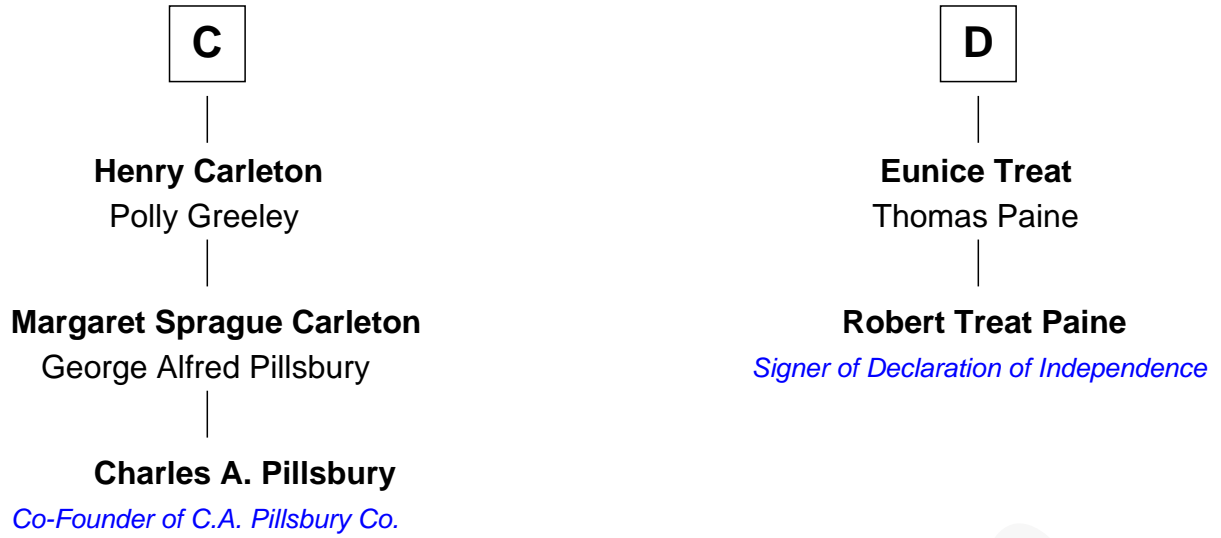 C
Henry Carleton
Polly Greeley
Margaret Sprague Carleton
George Alfred Pillsbury
Charles A. Pillsbury
Co-Founder of C.A. Pillsbury Co.
D
Eunice Treat
Thomas Paine
Robert Treat Paine
Signer of Declaration of Independence